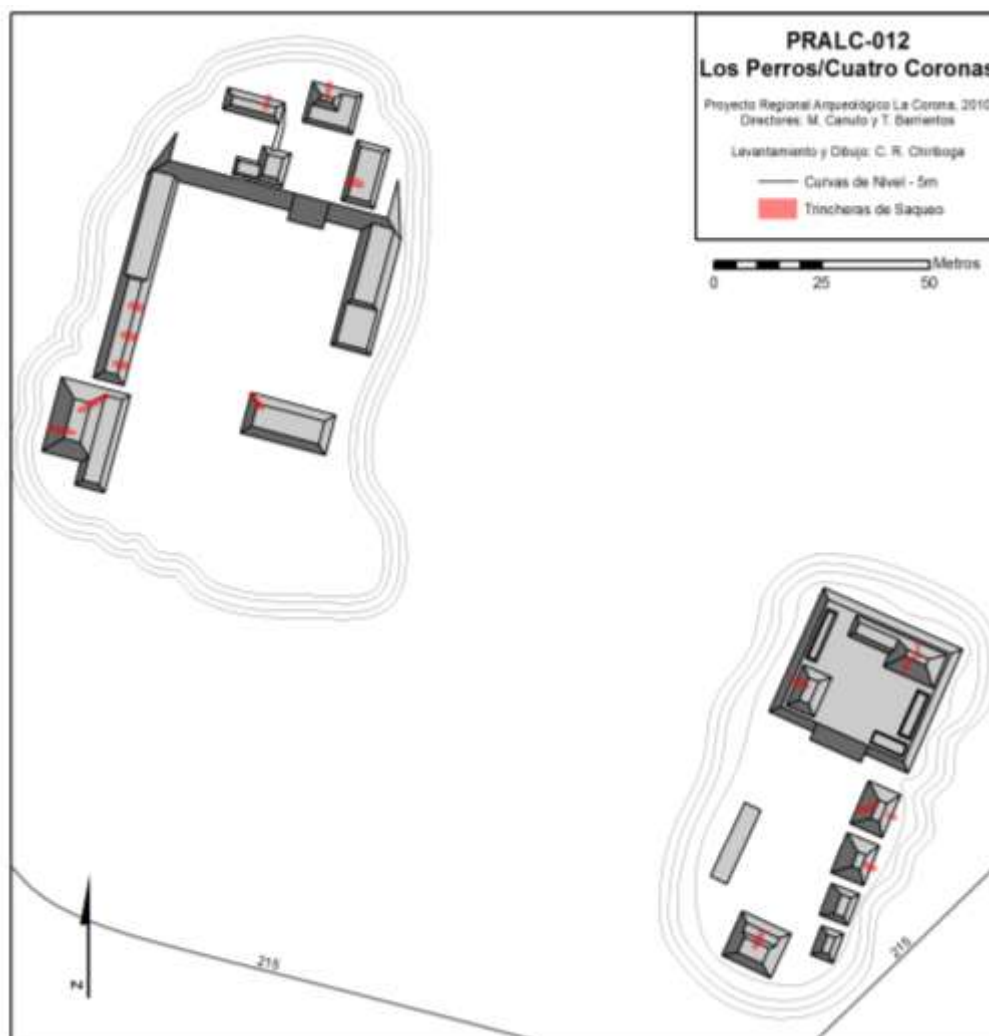 PRALC-012
Los Perros/Cuatro Coronas
Proyecto Regional Arqueológico La Corona, 2010
Directores: M. Canuto y T. Barrientos
Levantamiento y Dibujo: C. R. Chiriboga
Curvas de Nivel - 5m
Trincheras de Saqueo
Metros
0 25 50
215
215
N